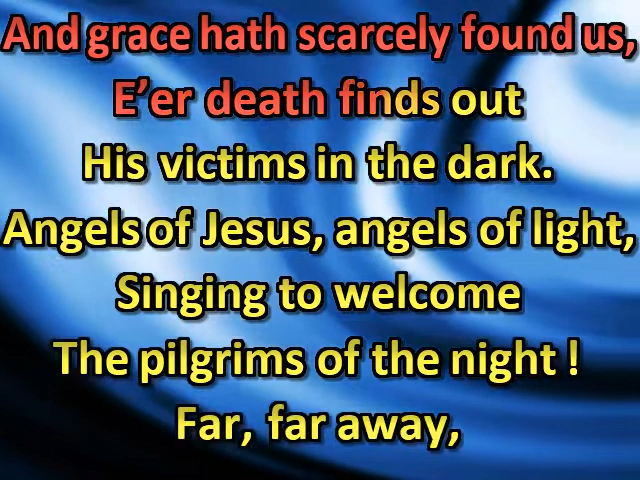 And grace hath scarcely found us,
E’er death finds out
His victims in the dark.
Angels of Jesus, angels of light,
Singing to welcome
The pilgrims of the night !
Far, far away,